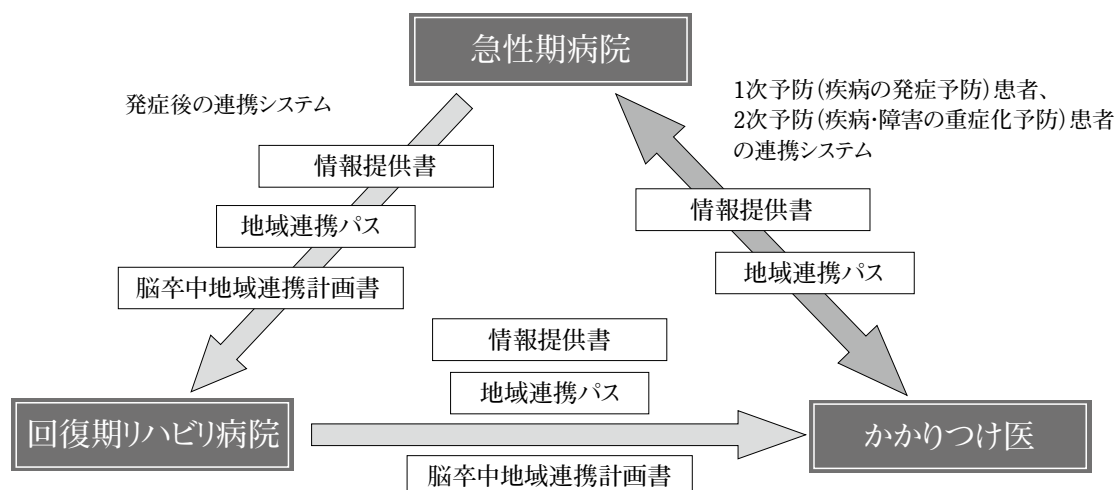 急性期病院
発症後の連携システム
1次予防(疾病の発症予防)患者、
2次予防(疾病・障害の重症化予防)患者
の連携システム
情報提供書
地域連携パス
脳卒中地域連携計画書
情報提供書
地域連携パス
情報提供書
地域連携パス
脳卒中地域連携計画書
回復期リハビリ病院
かかりつけ医